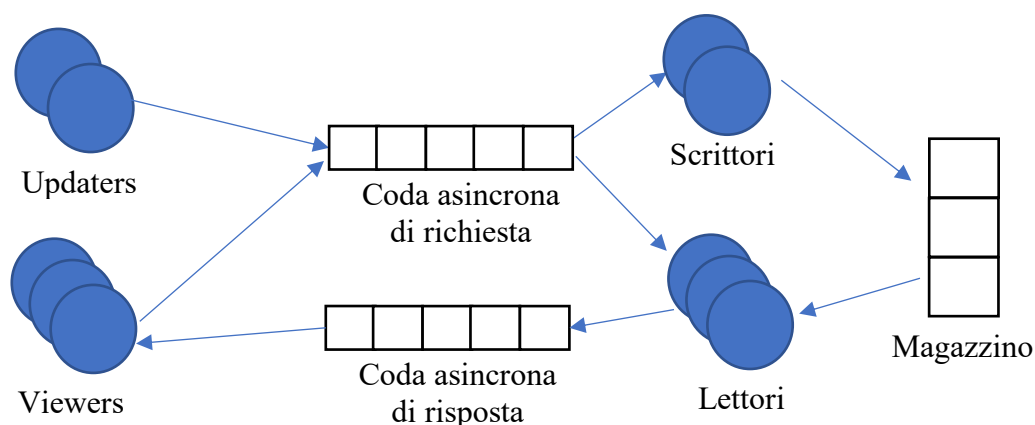 Updaters
Coda asincrona
di richiesta
Scrittori
Magazzino
Viewers
Coda asincrona
di risposta
Lettori